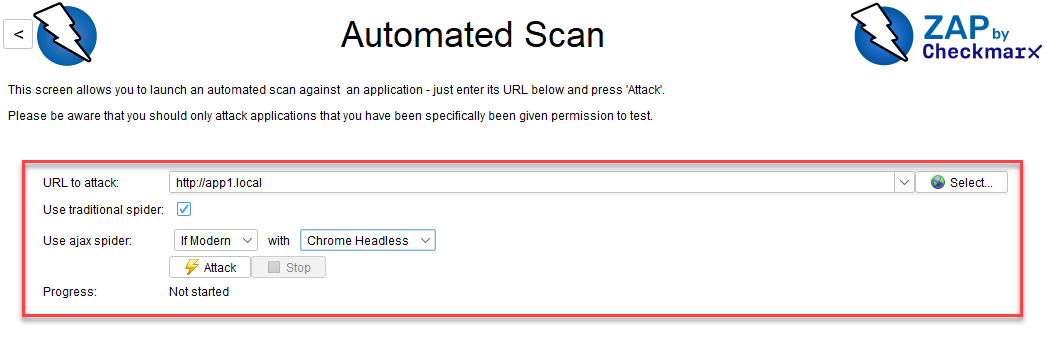 <
Automated Scan
ZAP by
Checkmarx
This screen allows you to launch an automated scan against an application - just enter its URL below and press 'Attack'.
Please be aware that you should only attack applications that you have been specifically been given permission to test.
URL to attack: http://app1.local Select...
Use traditional spider:
Use ajax spider: If Modern with Chrome Headless
Attack Stop
Progress: Not started